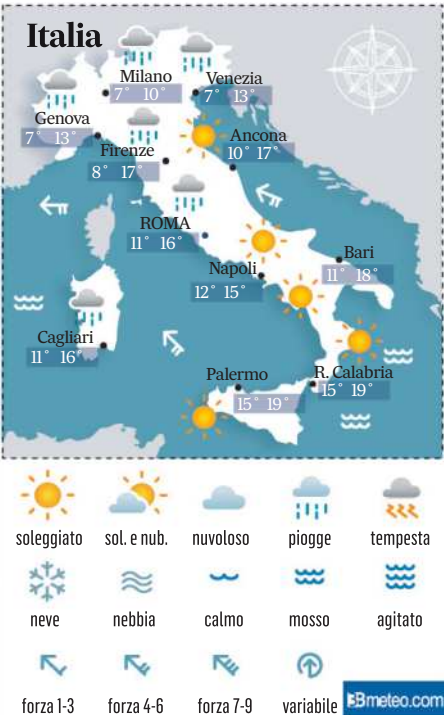 Italia
Milano
7° 10°
Venezia
7° 13°
Genova
7° 13°
Firenze
8° 17°
Ancona
10° 17°
ROMA
11° 16°
Napoli
12° 15°
Bari
11° 18°
Cagliari
11° 16°
Palermo
15° 19°
R. Calabria
15° 19°
soleggiato sol. e nub. nuvoloso piogge tempesta
neve nebbia calmo mosso agitato
forza 1-3 forza 4-6 forza 7-9 variabile
3Bmeteo.com